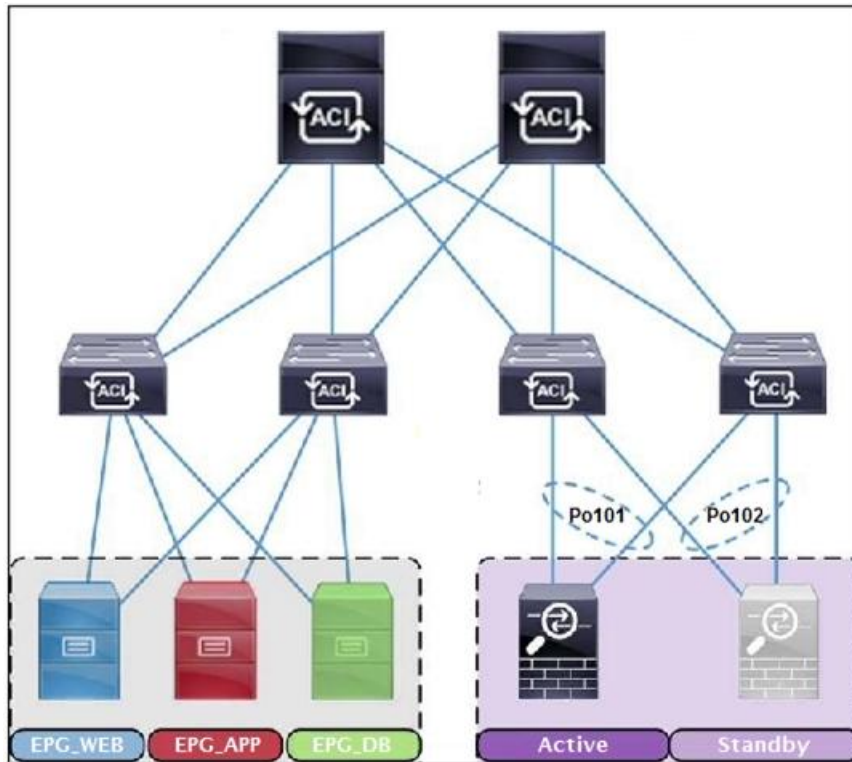 ACI ACI
ACI ACI ACI ACI
Po101 Po102
EPG_WEB EPG_APP EPG_DB Active Standby